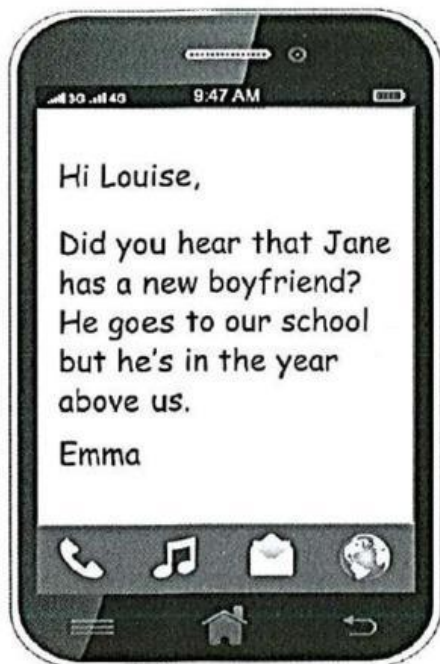 3G 4G 9:47 AM
Hi Louise,
Did you hear that Jane
has a new boyfriend?
He goes to our school
but he's in the year
above us.
Emma